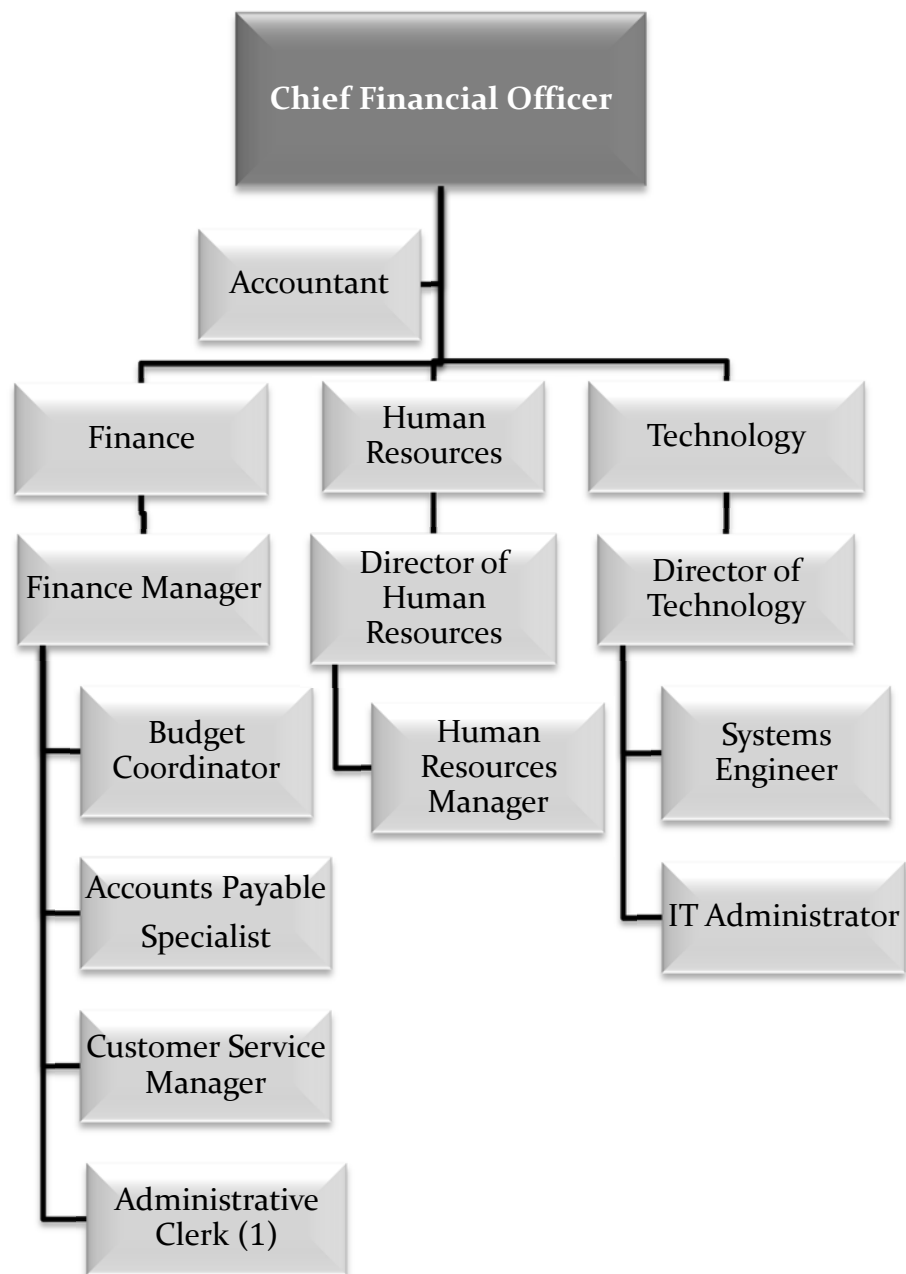 Chief Financial Officer
Accountant
Finance
Human
Resources
Technology
Finance Manager
Director of
Human
Resources
Director of
Technology
Budget
Coordinator
Human
Resources
Manager
Systems
Engineer
Accounts Payable
Specialist
IT Administrator
Customer Service
Manager
Administrative
Clerk (1)